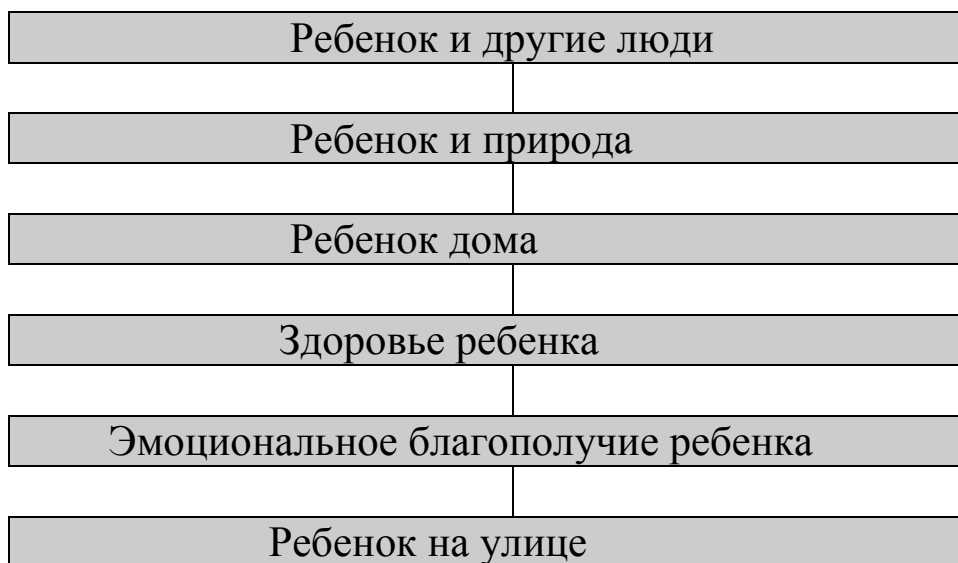 Ребенок и другие люди
Ребенок и природа
Ребенок дома
Здоровье ребенка
Эмоциональное благополучие ребенка
Ребенок на улице